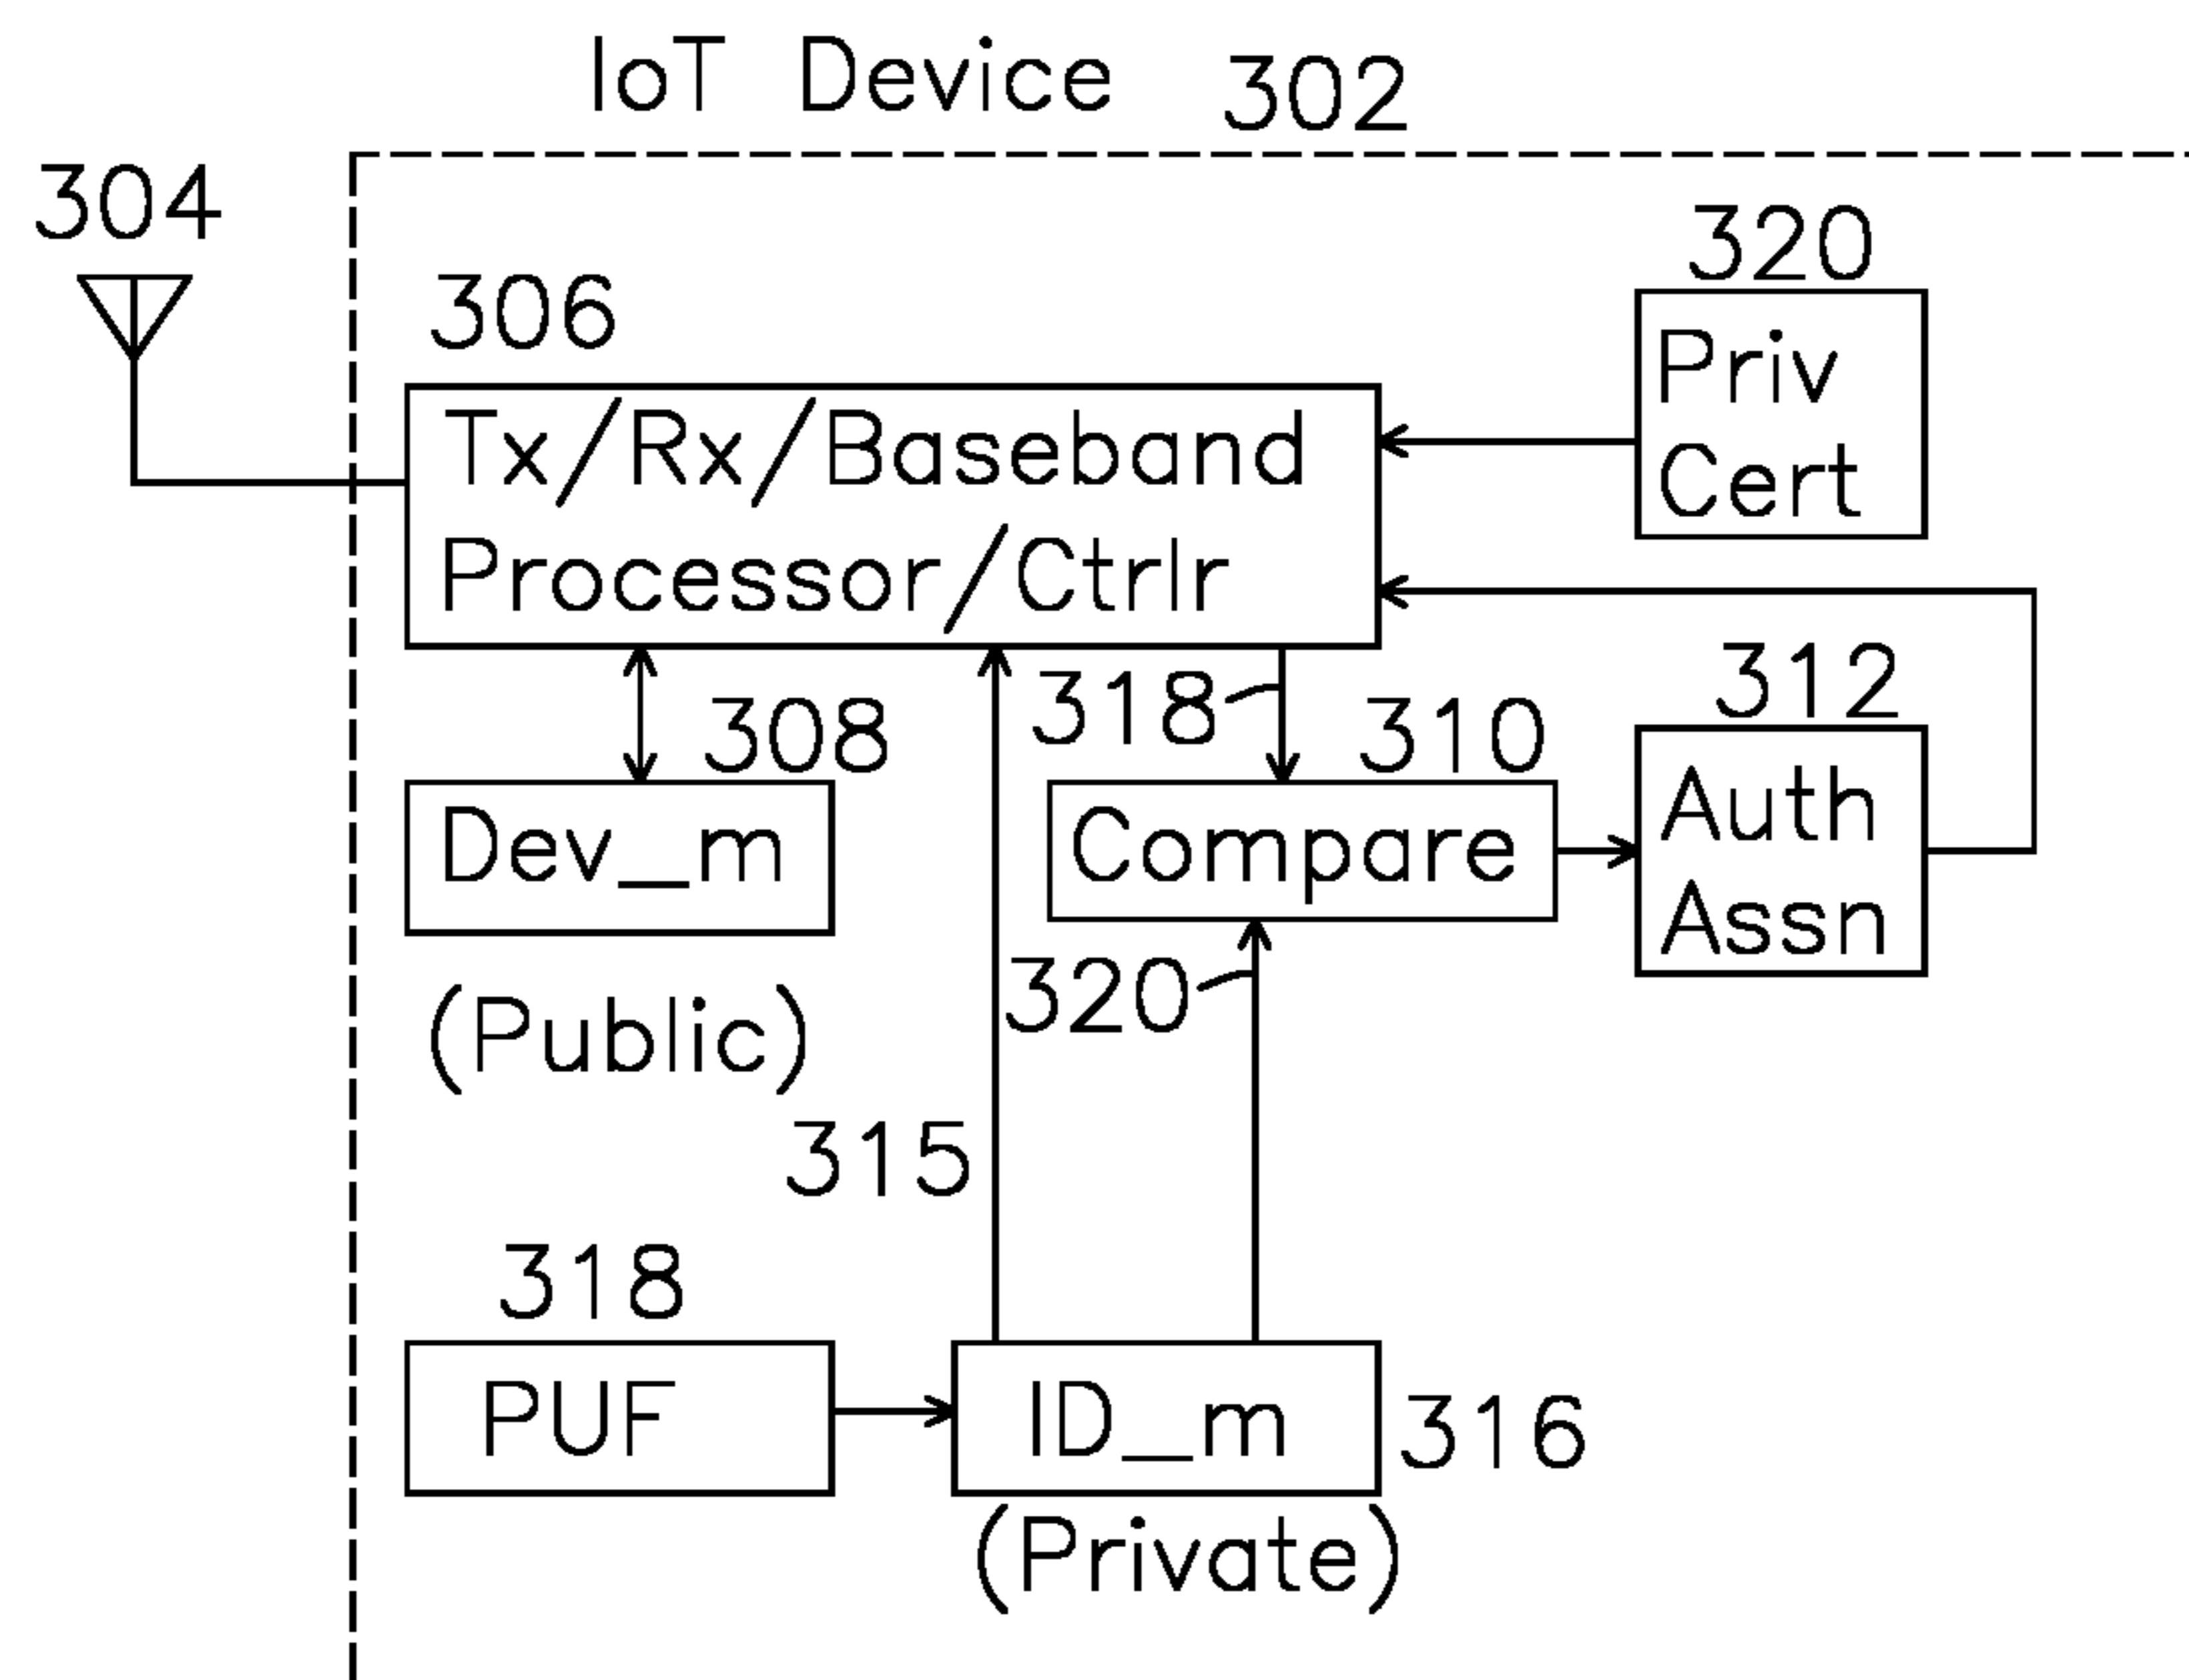 IoT Device 302
304
306
320
Priv
Cert
Tx/Rx/Baseband
Processor/Ctrlr
318
312
308
310
Dev_m
Compare
Auth
Assn
(Public)
320
315
318
PUF
ID_m
316
(Private)